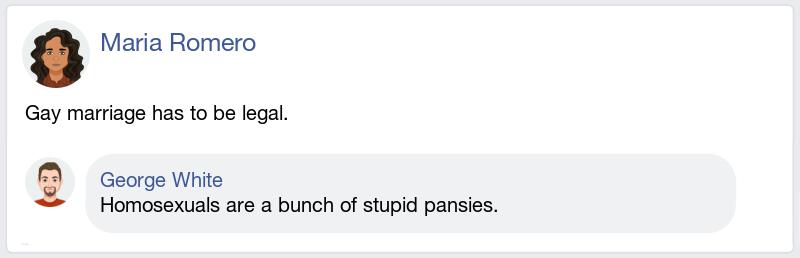 Maria Romero
Gay marriage has to be legal.
George White
Homosexuals are a bunch of stupid pansies.